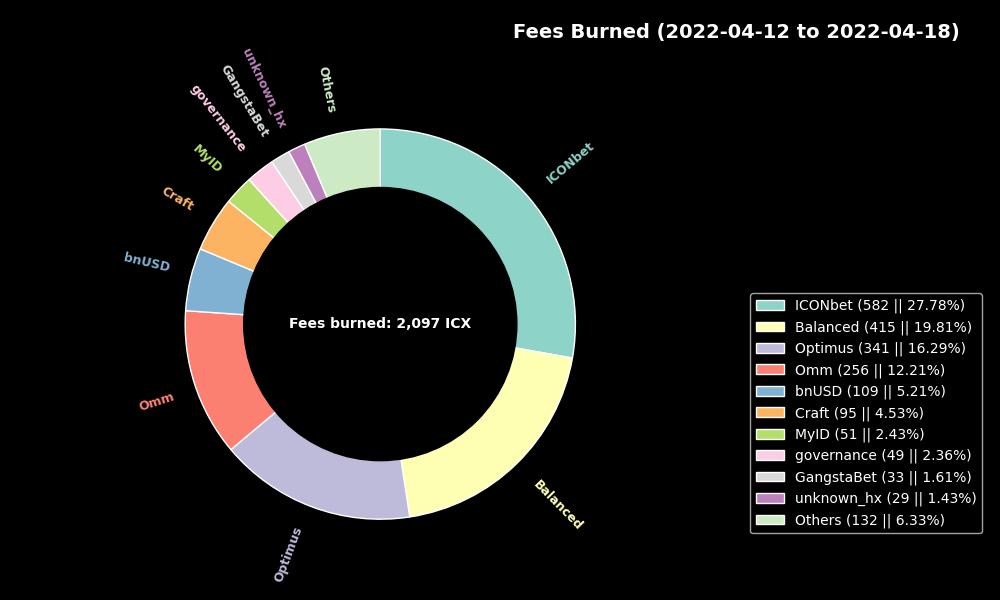 Fees Burned (2022-04-12 to 2022-04-18)
Others
unknown_hx
GangstaBet
governance
MyID
Craft
bnUSD
Omm
Optimus
Balanced
ICONbet
Fees burned: 2,097 ICX
ICONbet (582 || 27.78%)
Balanced (415 || 19.81%)
Optimus (341 || 16.29%)
Omm (256 || 12.21%)
bnUSD (109 || 5.21%)
Craft (95 || 4.53%)
MyID (51 || 2.43%)
governance (49 || 2.36%)
GangstaBet (33 || 1.61%)
unknown_hx (29 || 1.43%)
Others (132 || 6.33%)